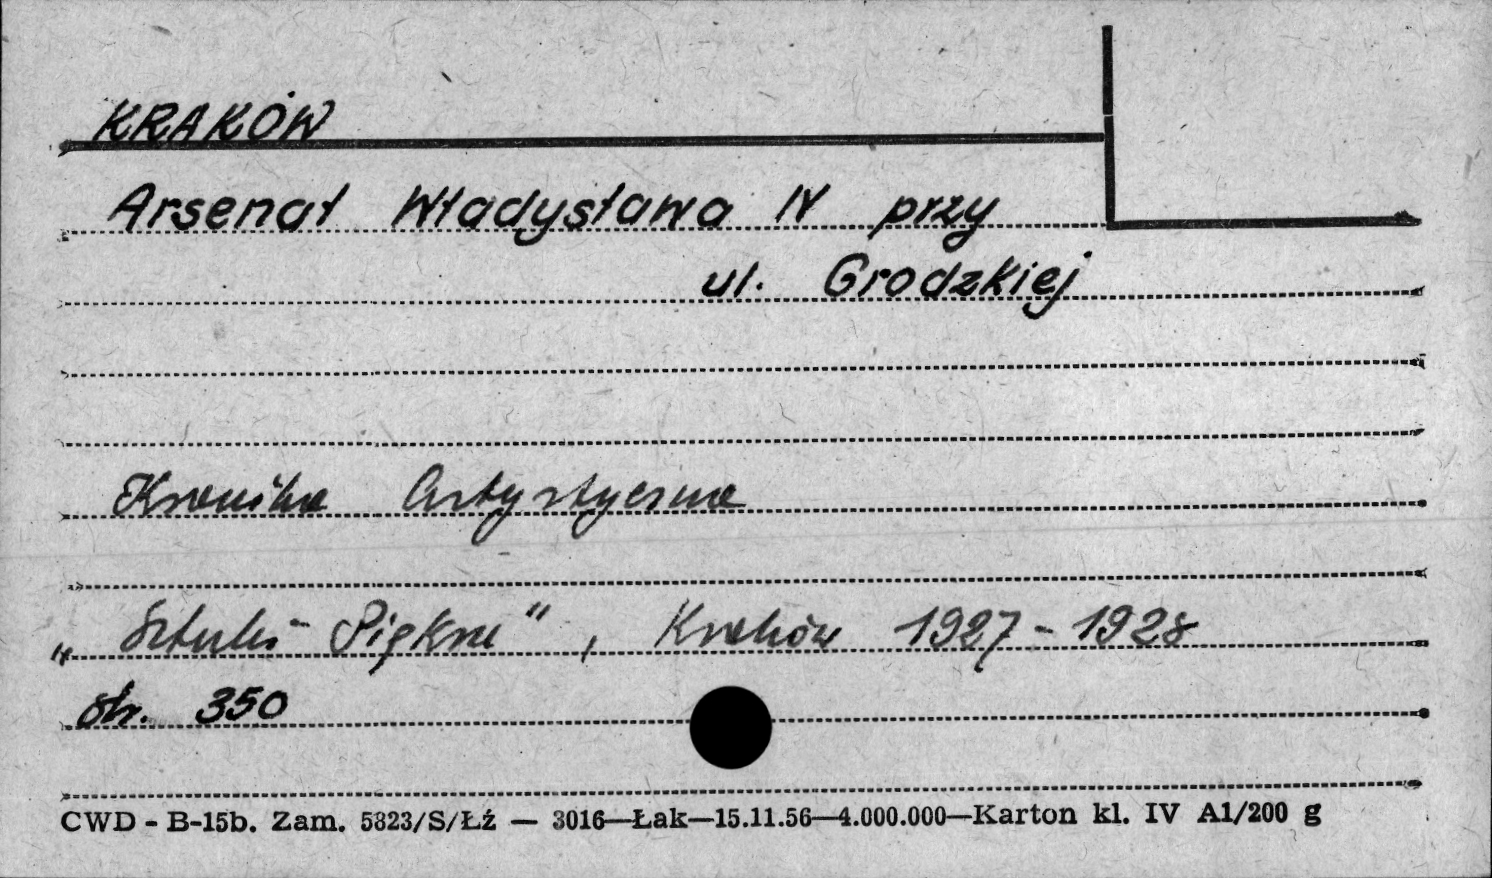 KRAKÓW
Arsenał Władysława IV przy
ul. Grodzkiej
Kronika Artystyczna
„Sztuki Piękne", Kraków 1927-1928
str. 350
CWD - B-15b. Zam. 5823/S/Łź — 3016—Łak—15.11.56—4.000.000—Karton kl. IV A1/200 g